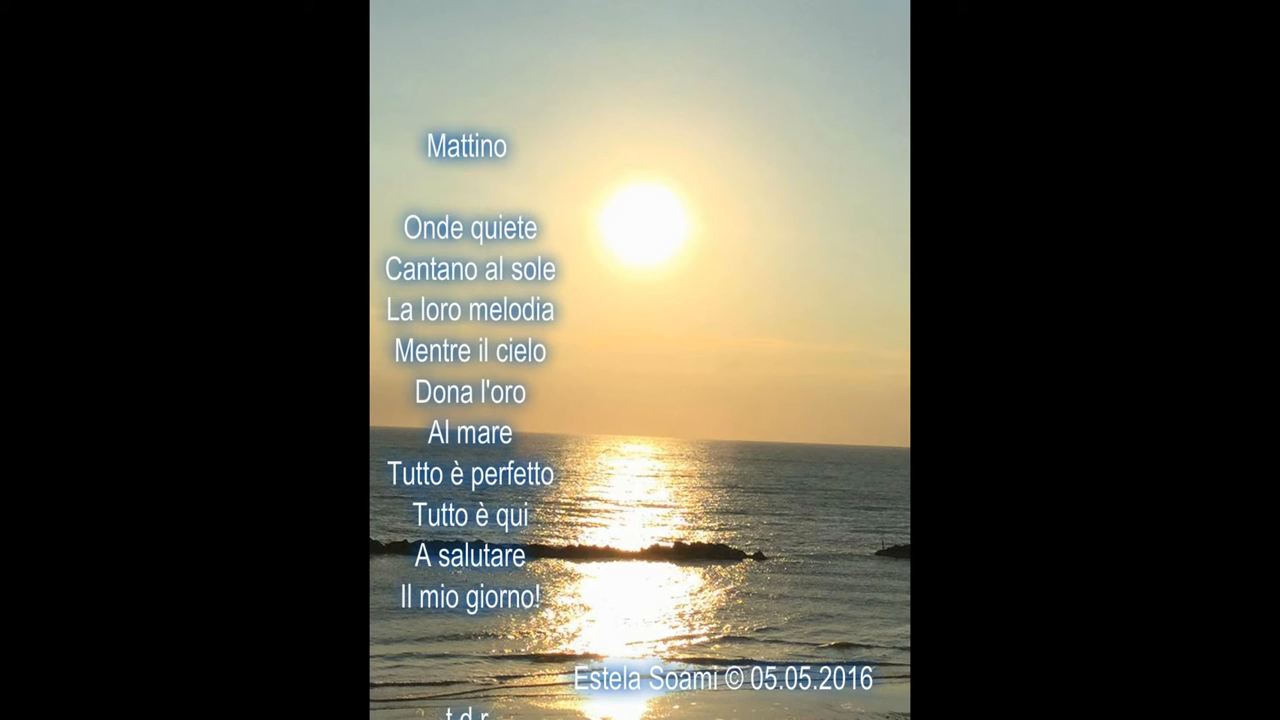 Mattino
Onde quiete
Cantano al sole
La loro melodia
Mentre il cielo
Dona l'oro
Al mare
Tutto è perfetto
Tutto è qui
A salutare
Il mio giorno!
Estela Soami © 05.05.2016
t.d.r.